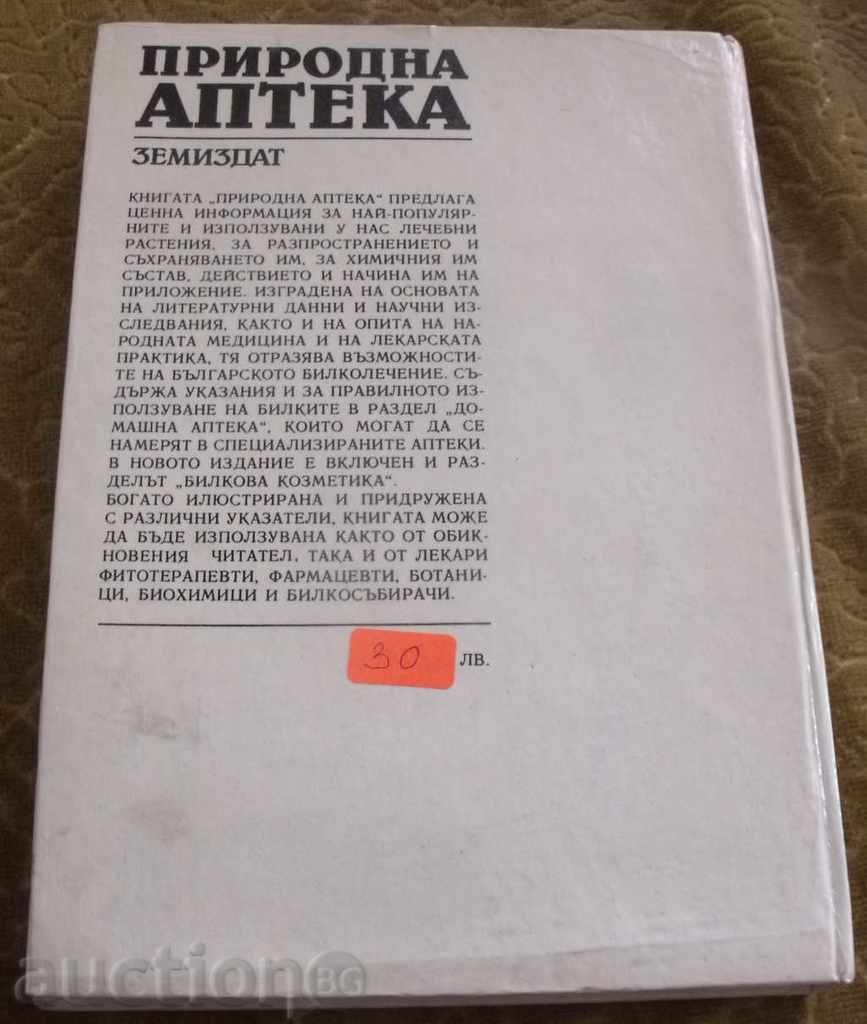 ПРИРОДНА
АПТЕКА
ЗЕМИЗДАТ
КНИГАТА „ПРИРОДНА АПТЕКА“ ПРЕДЛАГА
ЦЕННА ИНФОРМАЦИЯ ЗА НАЙ-ПОПУЛЯР-
НИТЕ И ИЗПОЛЗУВАНИ У НАС ЛЕЧЕБНИ
РАСТЕНИЯ, ЗА РАЗПРОСТРАНЕНИЕТО И
СЪХРАНЯВАНЕТО ИМ, ЗА ХИМИЧНИЯ ИМ
СЪСТАВ, ДЕЙСТВИЕТО И НАЧИНА ИМ НА
ПРИЛОЖЕНИЕ. ИЗГРАДЕНА НА ОСНОВАТА
НА ЛИТЕРАТУРНИ ДАННИ И НАУЧНИ ИЗ-
СЛЕДВАНИЯ, КАКТО И НА ОПИТА НА НА-
РОДНАТА МЕДИЦИНА И НА ЛЕКАРСКАТА
ПРАКТИКА, ТЯ ОТРАЗЯВА ВЪЗМОЖНОСТИ-
ТЕ НА БЪЛГАРСКОТО БИЛКОЛЕЧЕНИЕ. СЪ-
ДЪРЖА УКАЗАНИЯ И ЗА ПРАВИЛНОТО ИЗ-
ПОЛЗУВАНЕ НА БИЛКИТЕ В РАЗДЕЛ „ДО-
МАШНА АПТЕКА“, КОИТО МОГАТ ДА СЕ
НАМЕРЯТ В СПЕЦИАЛИЗИРАНИТЕ АПТЕКИ.
В НОВОТО ИЗДАНИЕ Е ВКЛЮЧЕН И РАЗ-
ДЕЛЪТ „БИЛКОВА КОЗМЕТИКА“.
БОГАТО ИЛЮСТРИРАНА И ПРИДРУЖЕНА
С РАЗЛИЧНИ УКАЗАТЕЛИ, КНИГАТА МОЖЕ
ДА БЪДЕ ИЗПОЛЗУВАНА КАКТО ОТ ОБИК-
НОВЕНИЯ ЧИТАТЕЛ, ТАКА И ОТ ЛЕКАРИ
ФИТОТЕРАПЕВТИ, ФАРМАЦЕВТИ, БОТАНИ-
ЦИ, БИОХИМИЦИ И БИЛКОСЪБИРАЧИ.
30 ЛВ.
auctionBG